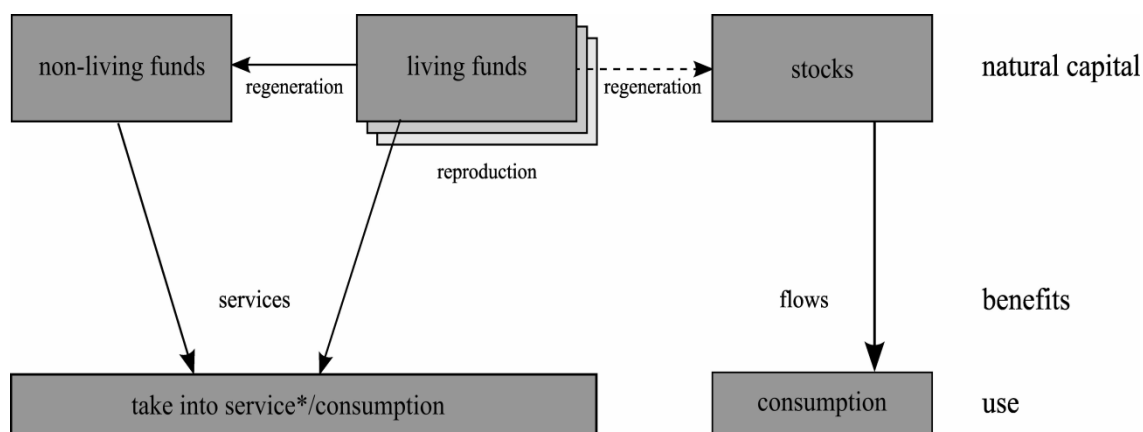 non-living funds
living funds
stocks
natural capital
regeneration
regeneration
reproduction
services
flows
benefits
take into service*/consumption
consumption
use